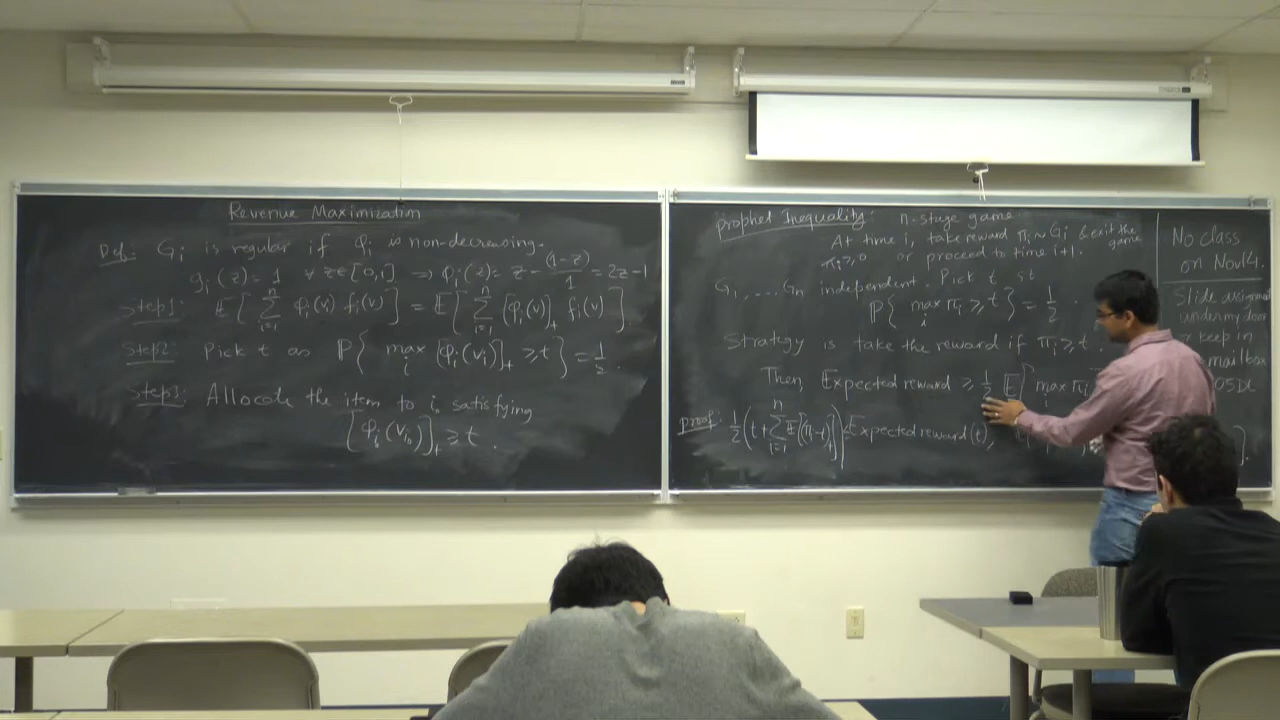 Revenue Maximization
Def: Gi is regular if φi is non-decreasing.
gi(z)=1 ∀ z∈[0,1] ⇒ φi(z)= z - (1-z)/1 = 2z-1
Step1: E[ Σ_{i=1}^{n} φi(v) fi(v) ] = E[ Σ_{i=1}^{n} [φi(v)]_+ fi(v) ]
Step2: Pick t as P{ max_i [φi(vi)]_+ ≥ t } = 1/2.
Step3: Allocate the item to i. satisfying
[φi(vi)]_+ ≥ t.
prophet Inequality: n-stage game
At time i, take reward πi ~ Gi & exit the game
πi ≥ 0 or proceed to time i+1.
G1, .... Gn independent. Pick t st
P{ max_i πi ≥ t } = 1/2.
Strategy is take the reward if πi ≥ t.
Then, Expected reward ≥ 1/2 E[ max_i πi
proof: 1/2 ( t + Σ_{i=1}^{n} E[(πi-t)_+] ) ≤ Expected reward(t)
No class
on Nov 14.
Slide
under my door
keep in
mailbox